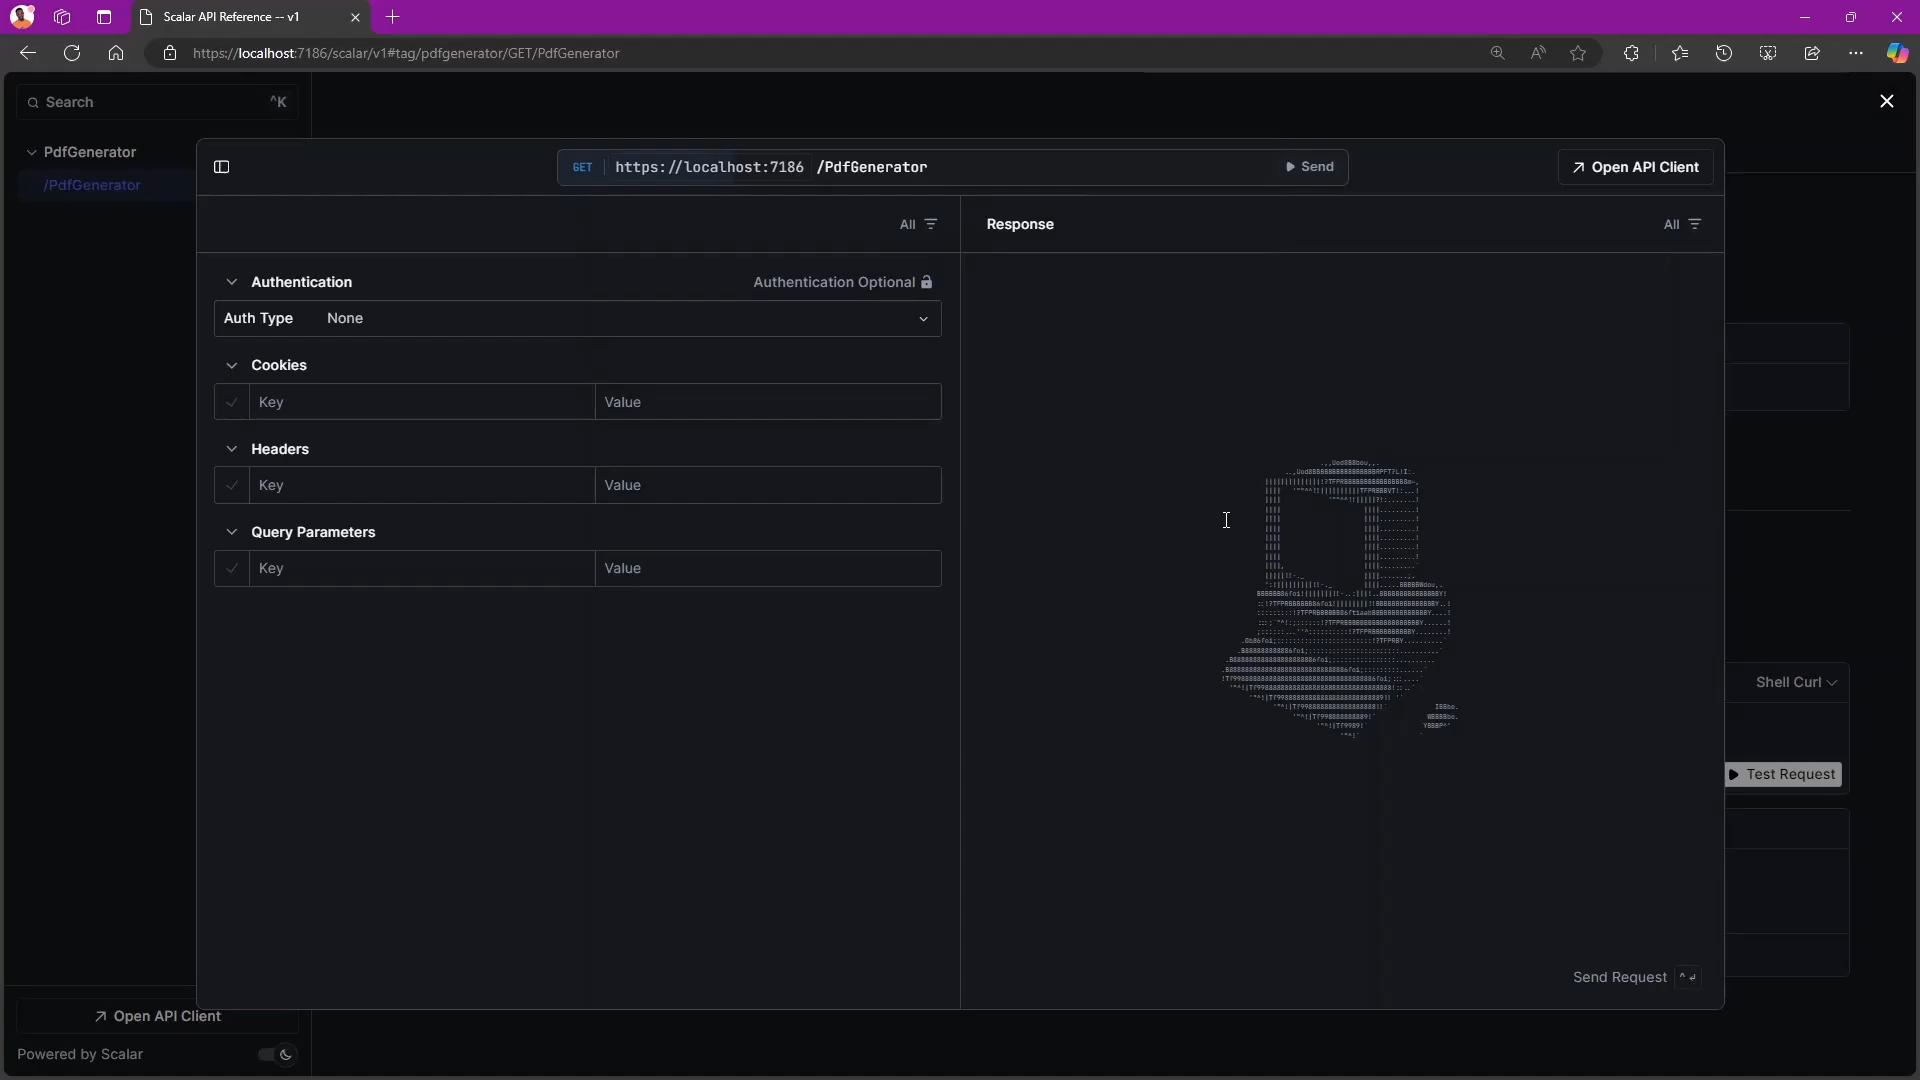 Scalar API Reference -- v1
https://localhost:7186/scalar/v1#tag/pdfgenerator/GET/PdfGenerator
Search ^K
PdfGenerator
/PdfGenerator
GET https://localhost:7186 /PdfGenerator Send
Open API Client
All
Response
All
Authentication Authentication Optional
Auth Type None
Cookies
Key Value
Headers
Key Value
Query Parameters
Key Value
Shell Curl
Test Request
Send Request ^↵
Open API Client
Powered by Scalar